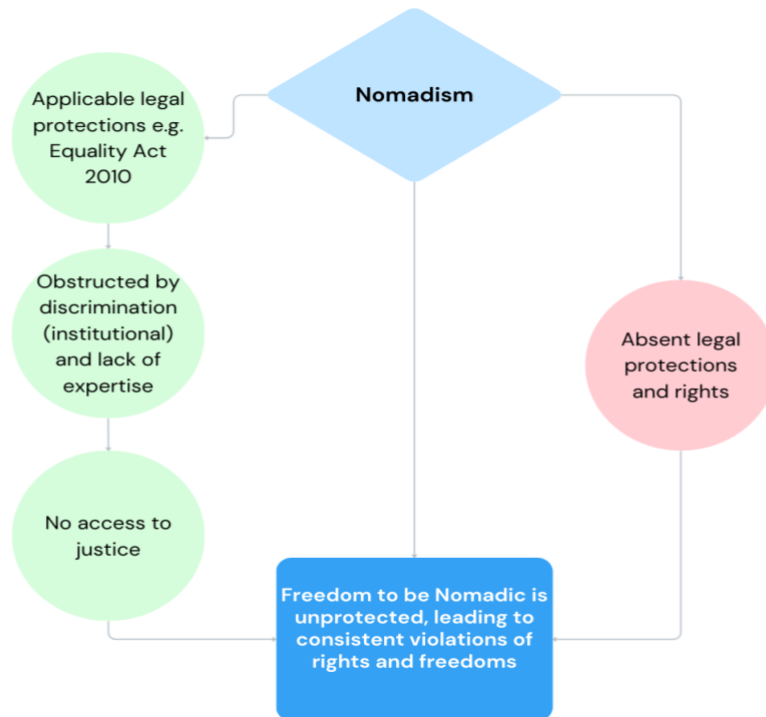 Nomadism
Applicable legal
protections e.g.
Equality Act
2010
Obstructed by
discrimination
(institutional)
and lack of
expertise
No access to
justice
Absent legal
protections
and rights
Freedom to be Nomadic is
unprotected, leading to
consistent violations of
rights and freedoms